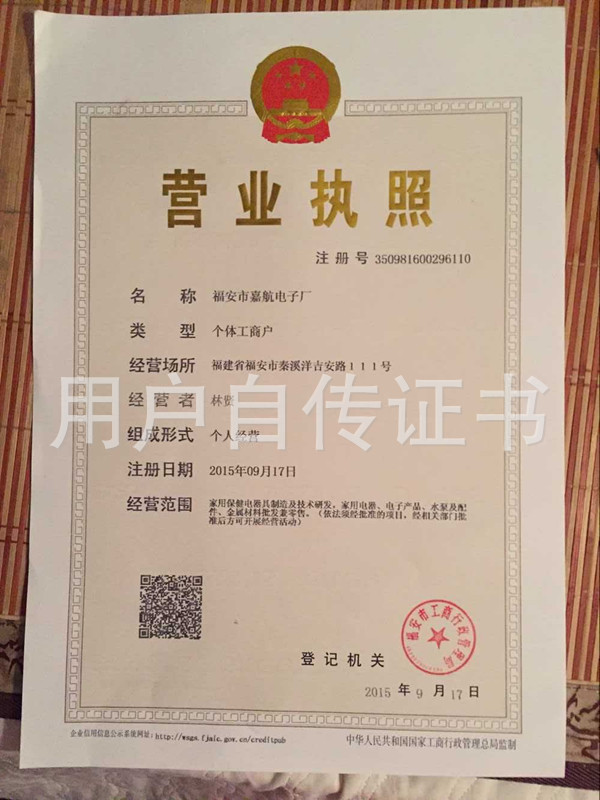 营业执照
注册号 350981600296110
名称 福安市嘉航电子厂
类型 个体工商户
经营场所 福建省福安市秦溪洋吉安路111号
用户自传证书
经营者 林贤
组成形式 个人经营
注册日期 2015年09月17日
经营范围 家用保健电器具制造及技术研发，家用电器、电子产品、水泵及配
件、金属材料批发兼零售。（依法须经批准的项目，经相关部门批
准后方可开展经营活动）
福安市工商行政管理局
登记机关
2015 年 9 月 17 日
企业信用信息公示系统网址：http://wsgs.fjaic.gov.cn/creditpub
中华人民共和国国家工商行政管理总局监制